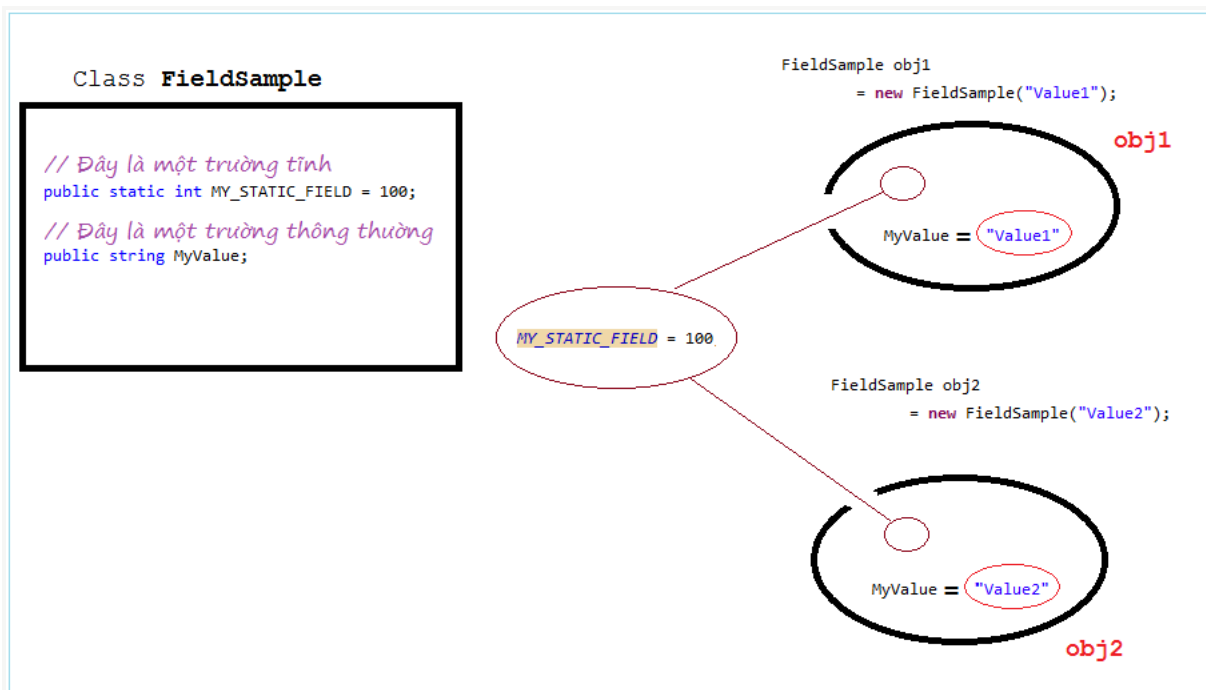 Class FieldSample
// Đây là một trường tĩnh
public static int MY_STATIC_FIELD = 100;
// Đây là một trường thông thường
public string MyValue;
MY_STATIC_FIELD = 100
FieldSample obj1
= new FieldSample("Value1");
obj1
MyValue = "Value1"
FieldSample obj2
= new FieldSample("Value2");
MyValue = "Value2"
obj2